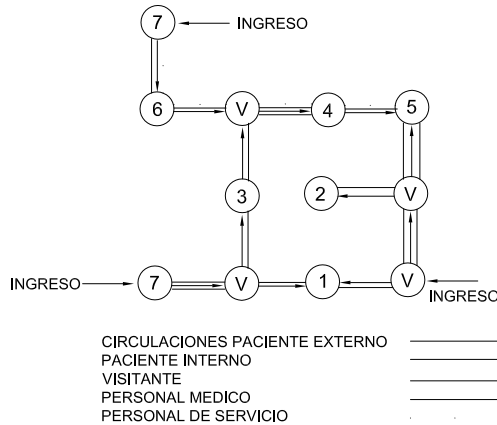 7 INGRESO
6 V 4 5
3 2 V
INGRESO 7 V 1 V INGRESO
CIRCULACIONES PACIENTE EXTERNO
PACIENTE INTERNO
VISITANTE
PERSONAL MEDICO
PERSONAL DE SERVICIO